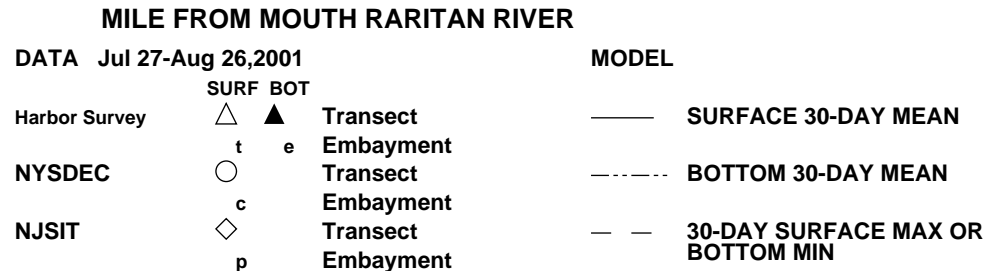 MILE FROM MOUTH RARITAN RIVER
DATA Jul 27-Aug 26,2001 MODEL
SURF BOT
Harbor Survey △ ▲ Transect SURFACE 30-DAY MEAN
t e Embayment
NYSDEC ○ Transect BOTTOM 30-DAY MEAN
c Embayment
NJSIT ◇ Transect 30-DAY SURFACE MAX OR
BOTTOM MIN
p Embayment